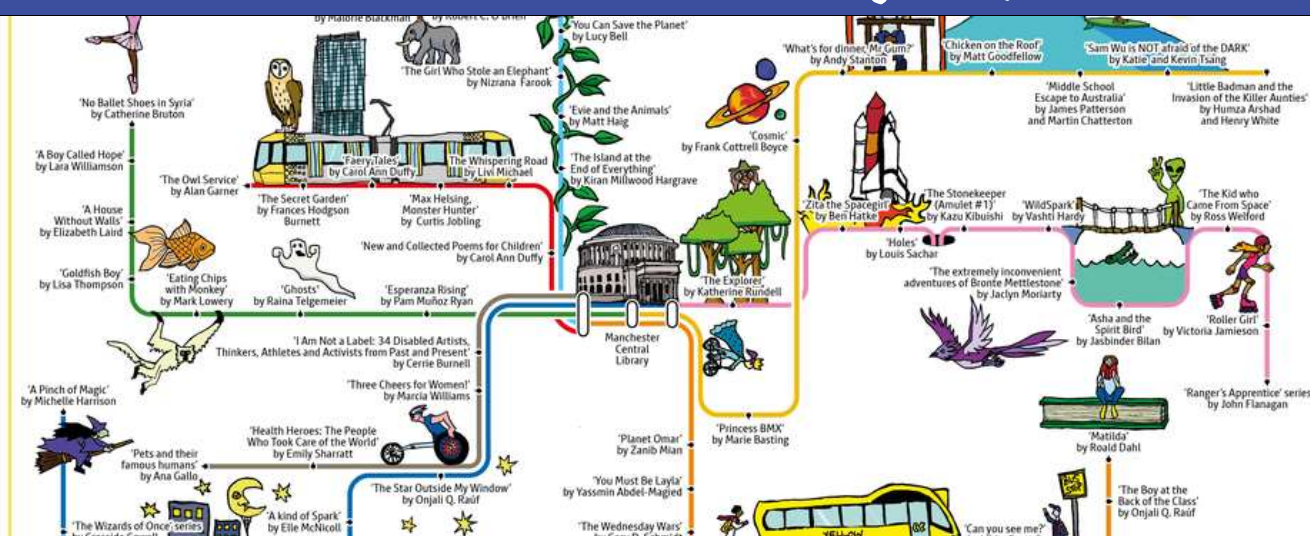 by Malorie Blackman
by Robert C. O'Brien
'You Can Save the Planet'
by Lucy Bell
'The Girl Who Stole an Elephant'
by Nizrana Farook
'What's for dinner, Mr Gum?'
by Andy Stanton
'Chicken on the Roof'
by Matt Goodfellow
'Sam Wu is NOT afraid of the DARK'
by Katie and Kevin Tsang
'Middle School
Escape to Australia'
by James Patterson
and Martin Chatterton
'Little Badman and the
Invasion of the Killer Aunties'
by Humza Arshad
and Henry White
'No Ballet Shoes in Syria'
by Catherine Bruton
'Evie and the Animals'
by Matt Haig
'Cosmic'
by Frank Cottrell Boyce
'A Boy Called Hope'
by Lara Williamson
'The Owl Service'
by Alan Garner
'Faery Tales'
by Carol Ann Duffy
The Whispering Road
by Livi Michael
'The Island at the
End of Everything'
by Kiran Millwood Hargrave
'The Secret Garden'
by Frances Hodgson
Burnett
'Max Helsing,
Monster Hunter'
by Curtis Jobling
'Zita the Spacegirl'
by Ben Hatke
'The Stonekeeper
(Amulet #1)'
by Kazu Kibuishi
'WildSpark'
by Vashti Hardy
'The Kid who
Came From Space'
by Ross Welford
'A House
Without Walls'
by Elizabeth Laird
'New and Collected Poems for Children'
by Carol Ann Duffy
'Holes'
by Louis Sachar
'Goldfish Boy'
by Lisa Thompson
'Eating Chips
with Monkey'
by Mark Lowery
'Ghosts'
by Raina Telgemeier
'Esperanza Rising'
by Pam Muñoz Ryan
'The Explorer'
by Katherine Rundell
'The extremely inconvenient
adventures of Bronte Mettlestone'
by Jaclyn Moriarty
'Asha and the
Spirit Bird'
by Jasbinder Bilan
'Roller Girl'
by Victoria Jamieson
Manchester
Central
Library
'I Am Not a Label: 34 Disabled Artists,
Thinkers, Athletes and Activists from Past and Present'
by Cerrie Burnell
'Three Cheers for Women!'
by Marcia Williams
'A Pinch of Magic'
by Michelle Harrison
'Ranger's Apprentice' series
by John Flanagan
'Health Heroes: The People
Who Took Care of the World'
by Emily Sharratt
'Princess BMX'
by Marie Basting
'Planet Omar'
by Zanib Mian
'Matilda'
by Roald Dahl
'Pets and their
famous humans'
by Ana Gallo
'The Star Outside My Window'
by Onjali Q. Raúf
'You Must Be Layla'
by Yassmin Abdel-Magied
'The Boy at the
Back of the Class'
by Onjali Q. Raúf
'A kind of Spark'
by Elle McNicoll
'The Wizards of Once' series
'The Wednesday Wars'
by Gary D. Schmidt
'Can you see me?'
YELLOW